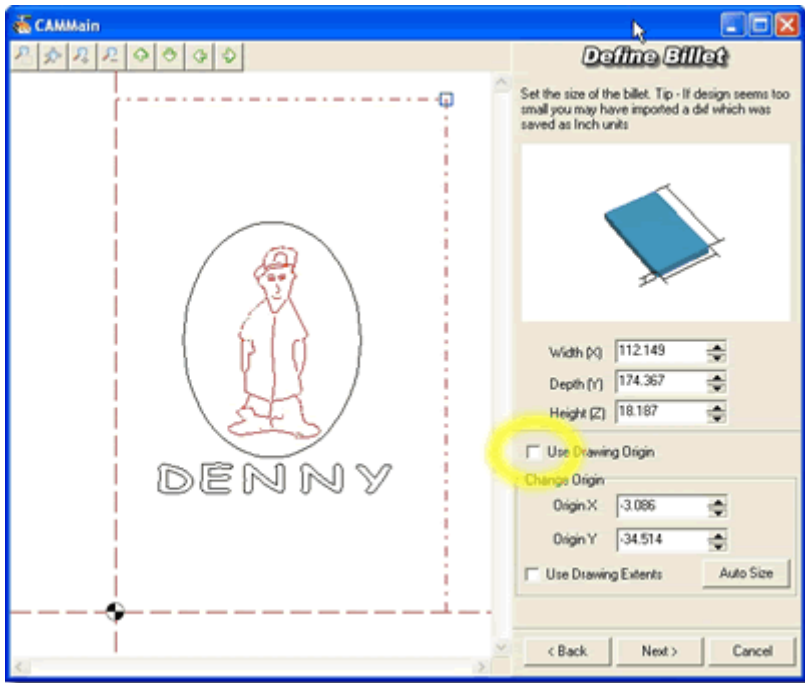 CAMMain
Define Billet
Set the size of the billet. Tip - If design seems too
small you may have imported a dxf which was
saved as Inch units
Width (X) 112.149
Depth (Y) 174.367
Height (Z) 18.187
Use Drawing Origin
Change Origin
Origin X -3.086
Origin Y -34.514
Use Drawing Extents Auto Size
DENNY
< Back Next > Cancel